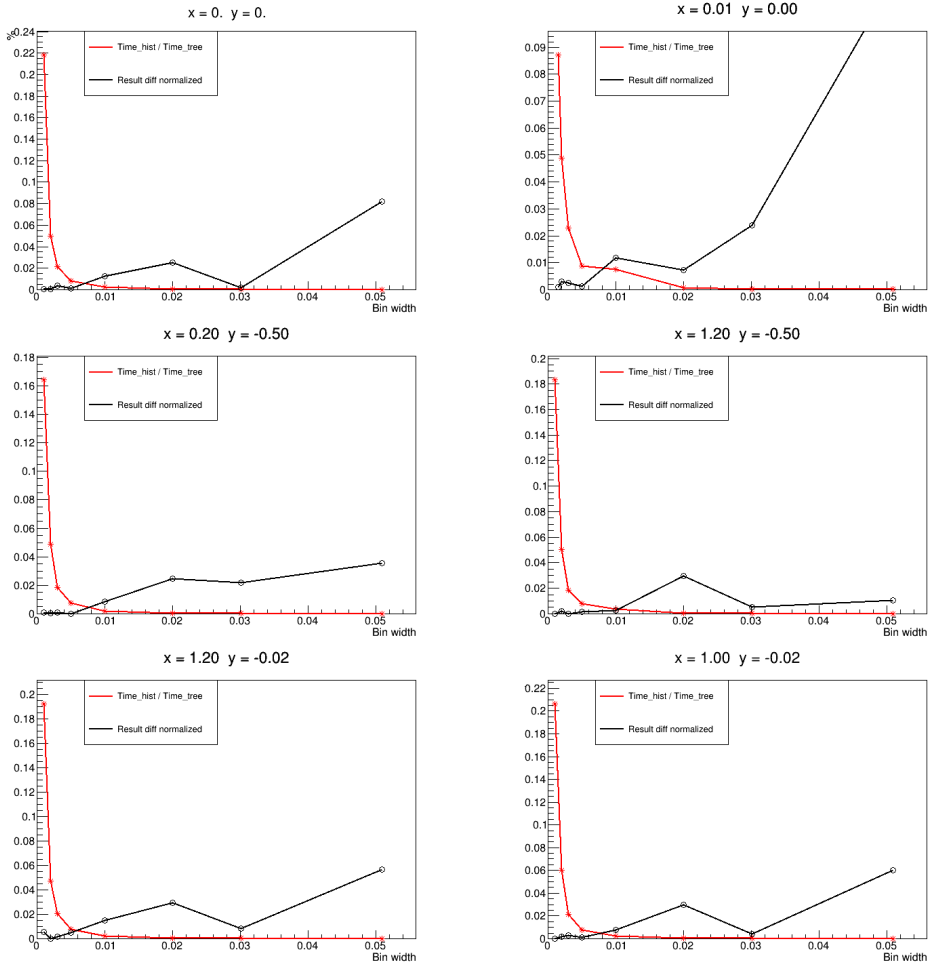 x = 0. y = 0.
%
0.24
0.22
0.2
0.18
0.16
0.14
0.12
0.1
0.08
0.06
0.04
0.02
0
0 0.01 0.02 0.03 0.04 0.05
Bin width
Time_hist / Time_tree
Result diff normalized
x = 0.01 y = 0.00
0.09
0.08
0.07
0.06
0.05
0.04
0.03
0.02
0.01
0
0 0.01 0.02 0.03 0.04 0.05
Bin width
Time_hist / Time_tree
Result diff normalized
x = 0.20 y = -0.50
0.18
0.16
0.14
0.12
0.1
0.08
0.06
0.04
0.02
0
0 0.01 0.02 0.03 0.04 0.05
Bin width
Time_hist / Time_tree
Result diff normalized
x = 1.20 y = -0.50
0.2
0.18
0.16
0.14
0.12
0.1
0.08
0.06
0.04
0.02
0
0 0.01 0.02 0.03 0.04 0.05
Bin width
Time_hist / Time_tree
Result diff normalized
x = 1.20 y = -0.02
0.2
0.18
0.16
0.14
0.12
0.1
0.08
0.06
0.04
0.02
0
0 0.01 0.02 0.03 0.04 0.05
Bin width
Time_hist / Time_tree
Result diff normalized
x = 1.00 y = -0.02
0.22
0.2
0.18
0.16
0.14
0.12
0.1
0.08
0.06
0.04
0.02
0
0 0.01 0.02 0.03 0.04 0.05
Bin width
Time_hist / Time_tree
Result diff normalized